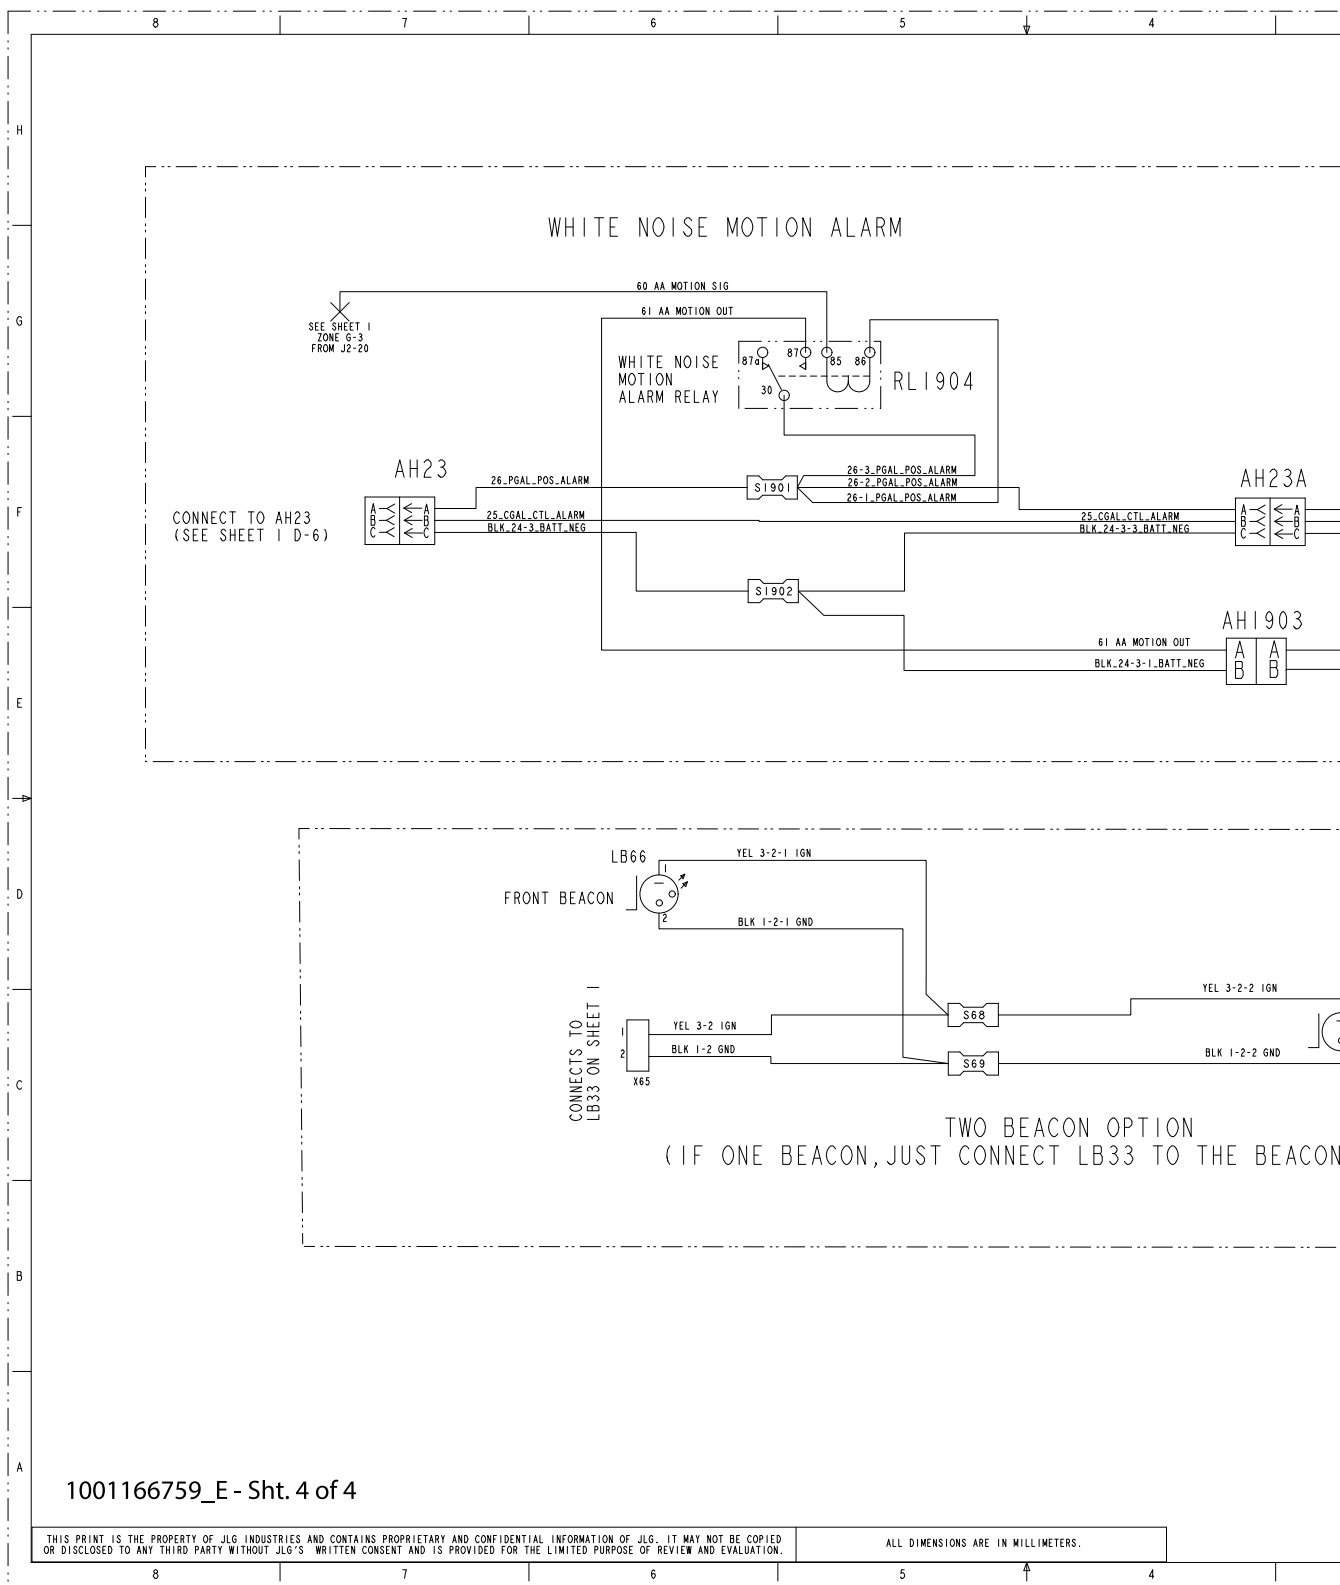 8 7 6 5 4
H
WHITE NOISE MOTION ALARM
60 AA MOTION SIG
G
61 AA MOTION OUT
SEE SHEET 1
ZONE G-3
FROM J2-20
WHITE NOISE
MOTION
ALARM RELAY
87a 87 85 86
30
RL1904
AH23
26_PGAL_POS_ALARM
S1901
26-3_PGAL_POS_ALARM
26-2_PGAL_POS_ALARM
26-1_PGAL_POS_ALARM
AH23A
F
CONNECT TO AH23
(SEE SHEET 1 D-6)
A A
B B
C C
25_CGAL_CTL_ALARM
BLK_24-3_BATT_NEG
25_CGAL_CTL_ALARM
BLK_24-3-3_BATT_NEG
A A
B B
C C
S1902
AH1903
61 AA MOTION OUT
BLK_24-3-1_BATT_NEG
A A
B B
E
LB66
YEL 3-2-1 IGN
1
D
FRONT BEACON
2
BLK 1-2-1 GND
CONNECTS TO
LB33 ON SHEET 1
YEL 3-2-2 IGN
S68
1
YEL 3-2 IGN
2
BLK 1-2 GND
X65
S69
BLK 1-2-2 GND
C
TWO BEACON OPTION
(IF ONE BEACON, JUST CONNECT LB33 TO THE BEACON
B
A
1001166759_E - Sht. 4 of 4
THIS PRINT IS THE PROPERTY OF JLG INDUSTRIES AND CONTAINS PROPRIETARY AND CONFIDENTIAL INFORMATION OF JLG. IT MAY NOT BE COPIED
OR DISCLOSED TO ANY THIRD PARTY WITHOUT JLG'S WRITTEN CONSENT AND IS PROVIDED FOR THE LIMITED PURPOSE OF REVIEW AND EVALUATION.
ALL DIMENSIONS ARE IN MILLIMETERS.
8 7 6 5 4